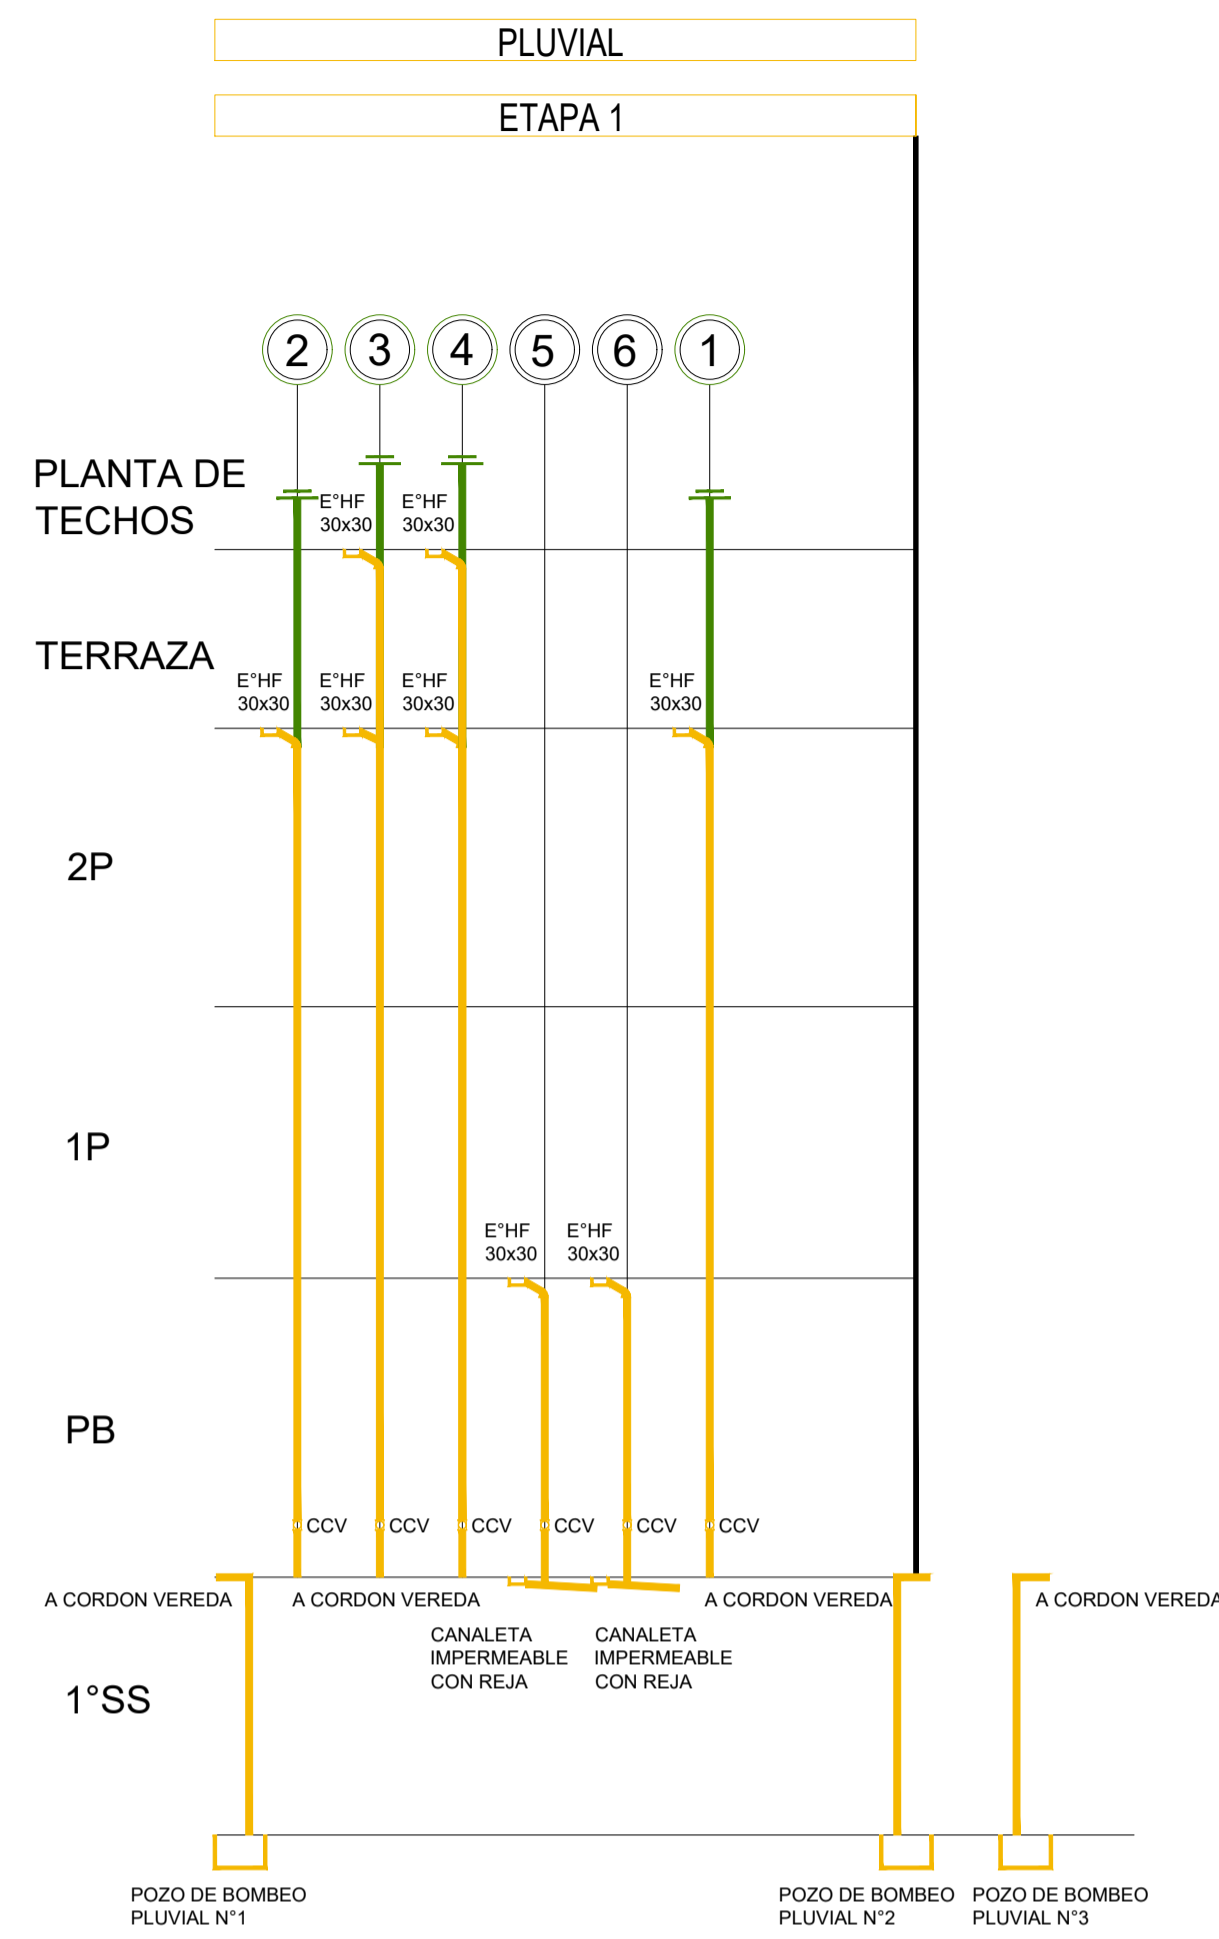 PLUVIAL
ETAPA 1
2 3 4 5 6 1
PLANTA DE
TECHOS
E°HF
30x30
E°HF
30x30
TERRAZA
E°HF
30x30
E°HF
30x30
E°HF
30x30
E°HF
30x30
2P
1P
E°HF
30x30
E°HF
30x30
PB
CCV CCV CCV CCV CCV CCV
A CORDON VEREDA
A CORDON VEREDA
A CORDON VEREDA
A CORDON VEREDA
CANALETA
IMPERMEABLE
CON REJA
CANALETA
IMPERMEABLE
CON REJA
1°SS
POZO DE BOMBEO
PLUVIAL N°1
POZO DE BOMBEO
PLUVIAL N°2
POZO DE BOMBEO
PLUVIAL N°3